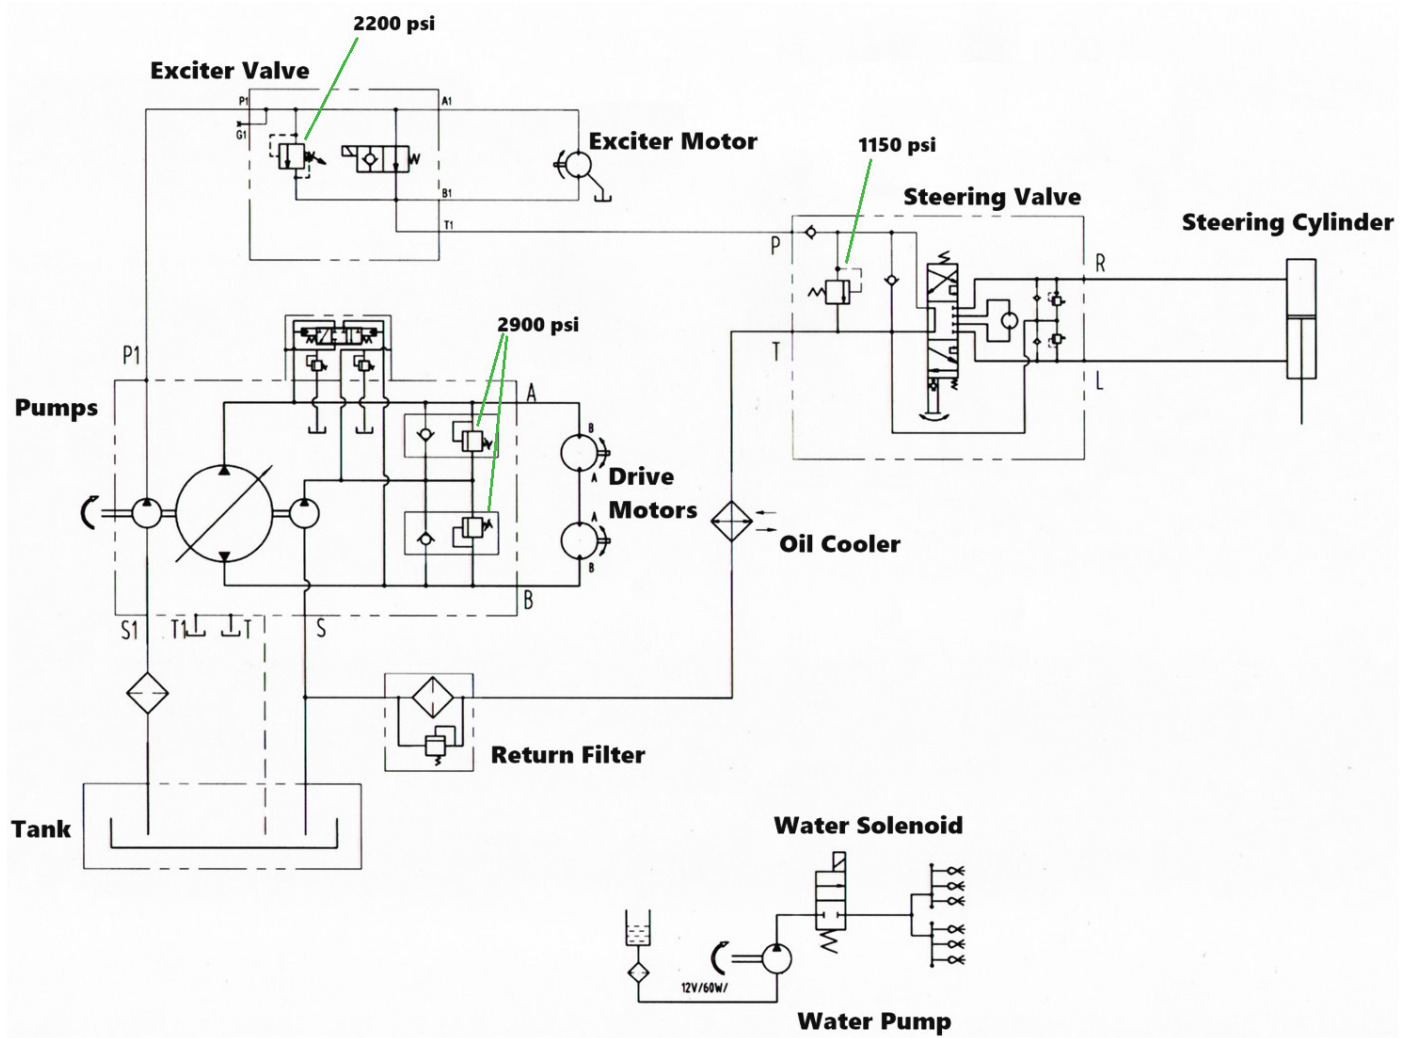 2200 psi
Exciter Valve
P1
A1
G1
Exciter Motor
1150 psi
B1
Steering Valve
T1
P
Steering Cylinder
R
2900 psi
P1
T
L
Pumps
A
B
A
Drive
Motors
A
B
Oil Cooler
B
S1
T1
T
S
Return Filter
Tank
Water Solenoid
12V/60W/
Water Pump